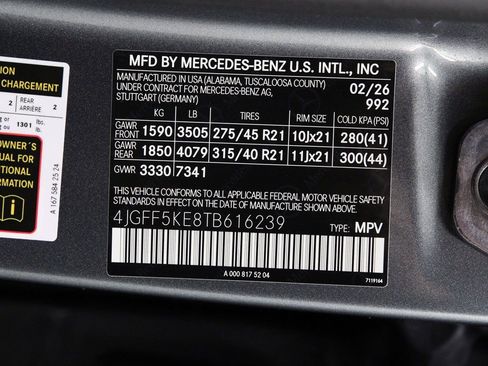 ION
CHARGEMENT
2 REAR ARRIÈRE 2
kg or 1301 lbs. lb.
OWNER´S
UAL FOR
ITIONAL
RMATION
A 167 584 25 24
MFD BY MERCEDES-BENZ U.S. INTL., INC
MANUFACTURED IN USA (ALABAMA, TUSCALOOSA COUNTY) 02/26
UNDER CONTRACT FOR MERCEDES-BENZ AG, 992
STUTTGART (GERMANY)
KG LB TIRES RIM SIZE COLD KPA (PSI)
GAWR FRONT 1590 3505 275/45 R21 10Jx21 280(41)
GAWR REAR 1850 4079 315/40 R21 11Jx21 300(44)
GVWR 3330 7341
THIS VEHICLE CONFORMS TO ALL APPLICABLE FEDERAL MOTOR VEHICLE SAFETY
STANDARDS IN EFFECT ON THE DATE OF MANUFACTURE SHOWN ABOVE.
4JGFF5KE8TB616239 TYPE: MPV
A 000 817 52 04
7119164